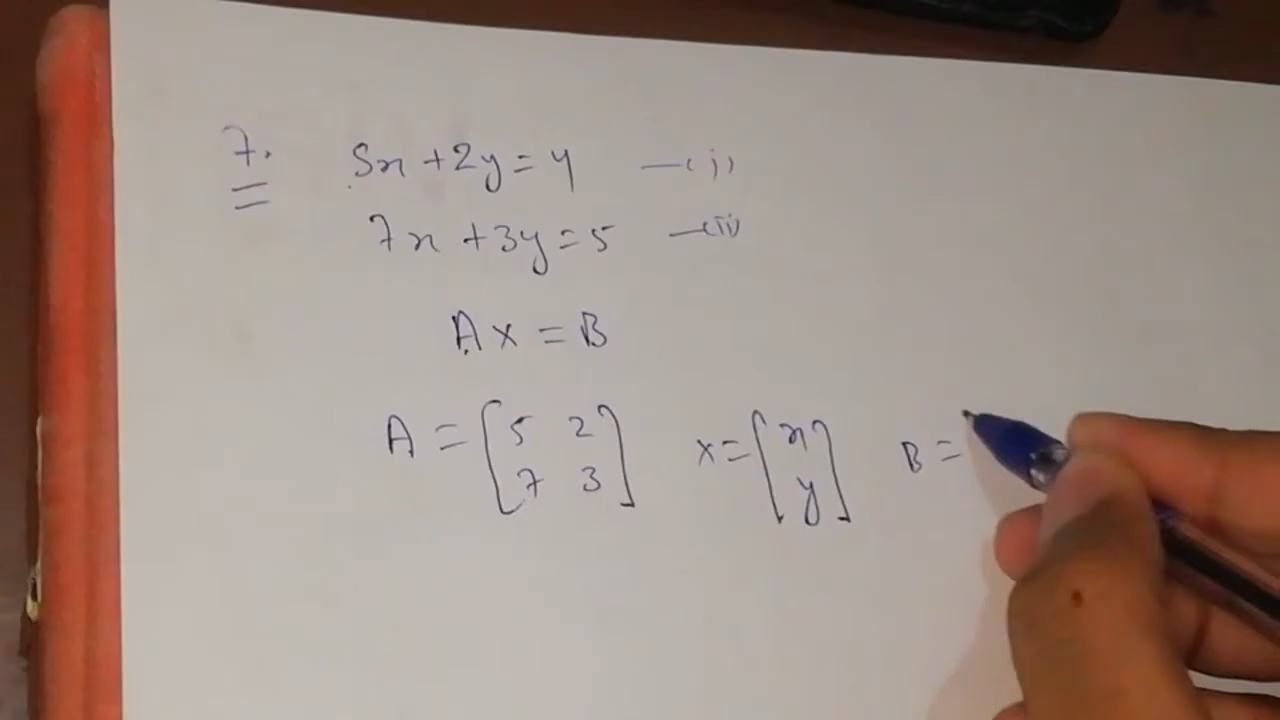 7. 5x + 2y = 4 —(i)
7x + 3y = 5 —(ii)
AX = B
A = [5 2; 7 3] X = [x; y] B =